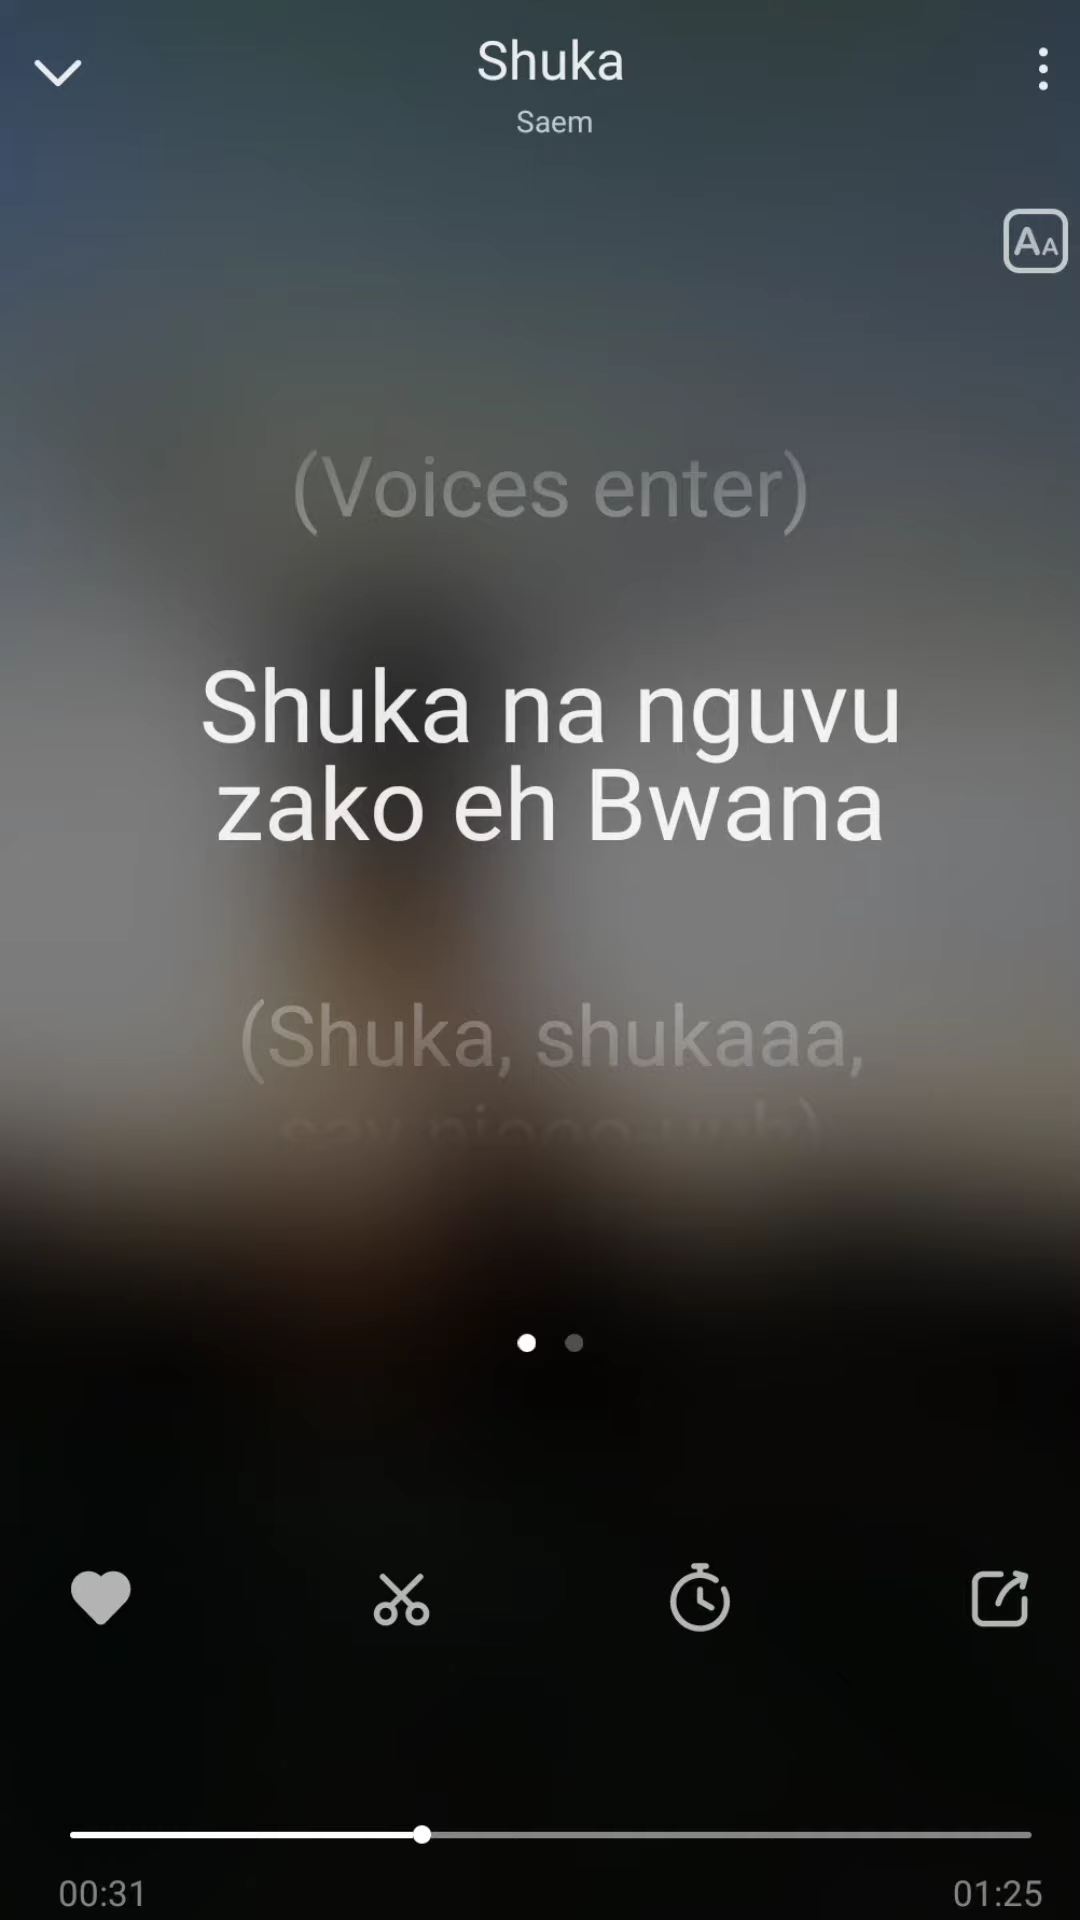 Shuka
Saem
AA
(Voices enter)
Shuka na nguvu
zako eh Bwana
(Shuka, shukaaa,
00:31
01:25